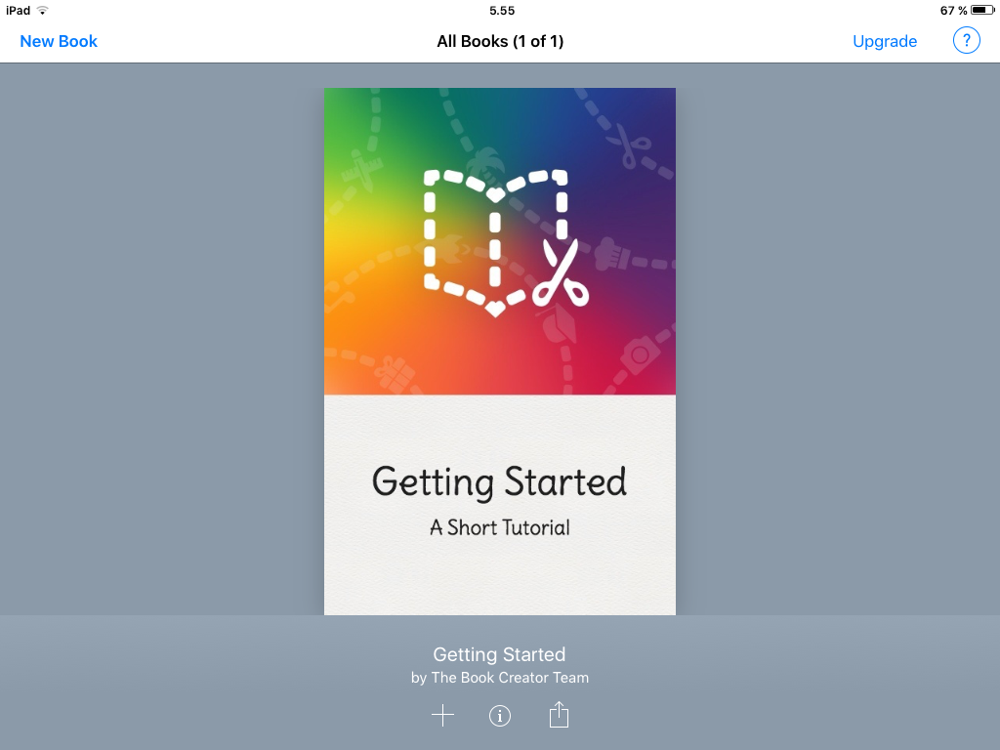 iPad 5.55 67 %
New Book All Books (1 of 1) Upgrade ?
Getting Started
A Short Tutorial
Getting Started
by The Book Creator Team